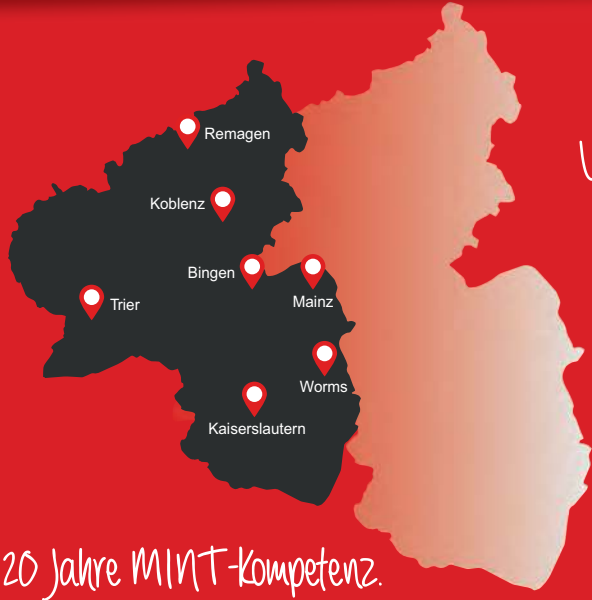 Remagen
Koblenz
Bingen
Mainz
Trier
Worms
Kaiserslautern
20 Jahre MINT-Kompetenz.